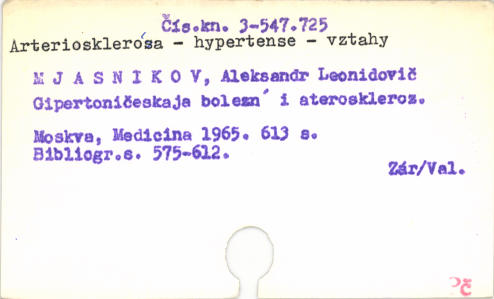 Čís.kn. 3-547.725
Arteriosklerósa - hypertense - vztahy
M J A S N I K O V, Aleksandr Leonidovič
Gipertoničeskaja bolezn´ i ateroskleroz.
Moskva, Medicina 1965. 613 s.
Bibliogr.s. 575-612.
Zár/Val.